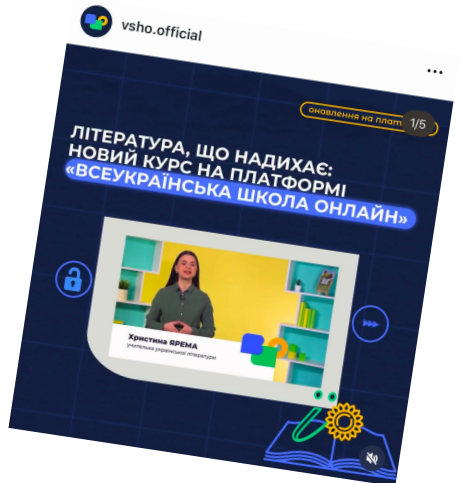 vsho.official
оновлення на плат
1/5
ЛІТЕРАТУРА, ЩО НАДИХАЄ:
НОВИЙ КУРС НА ПЛАТФОРМІ
«ВСЕУКРАЇНСЬКА ШКОЛА ОНЛАЙН»
Христина ЯРЕМА
учителька української літератури